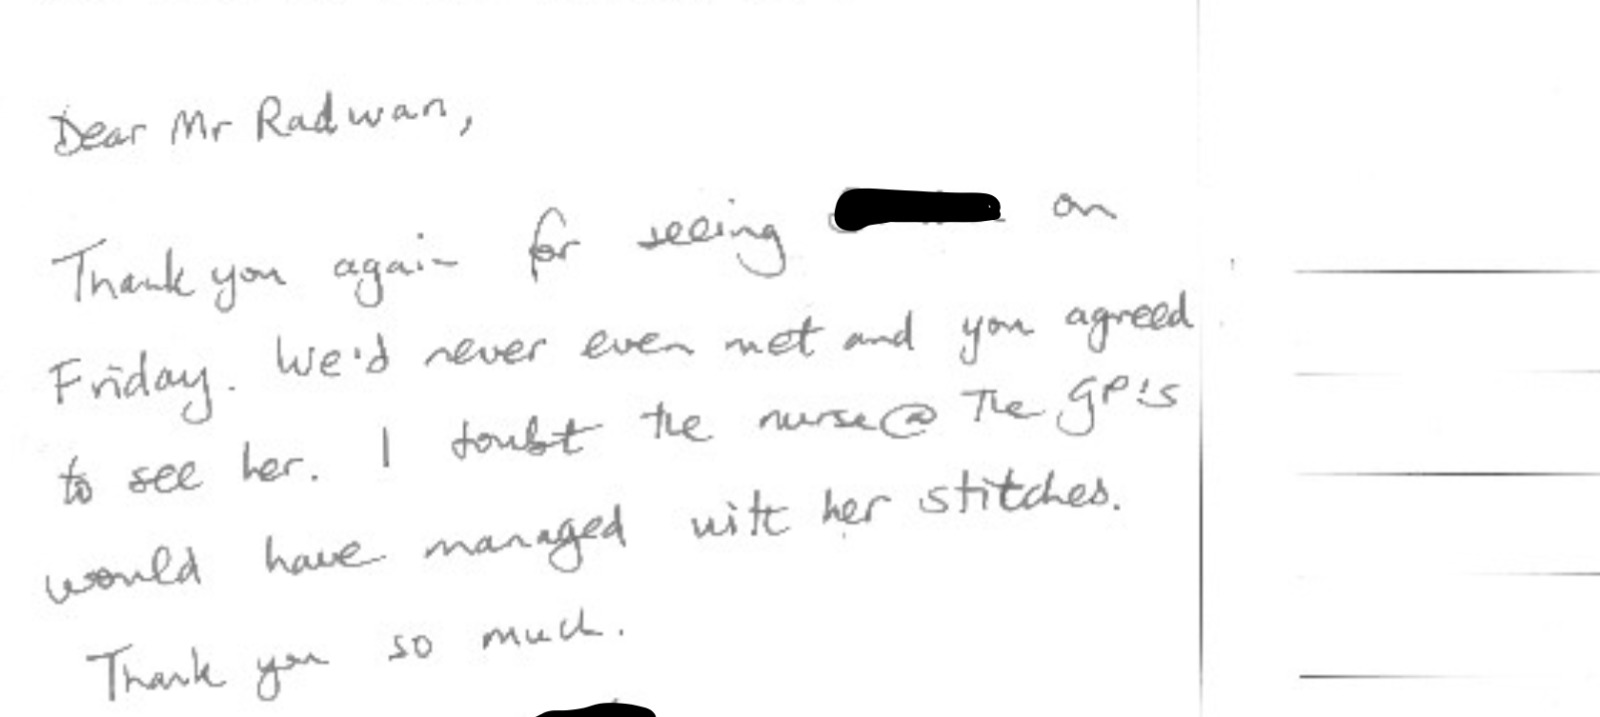 Dear Mr Radwan,
Thank you again for seeing on
Friday. We'd never even met and you agreed
to see her. I doubt the nurse @ The GP's
would have managed with her stitches.
Thank you so much.